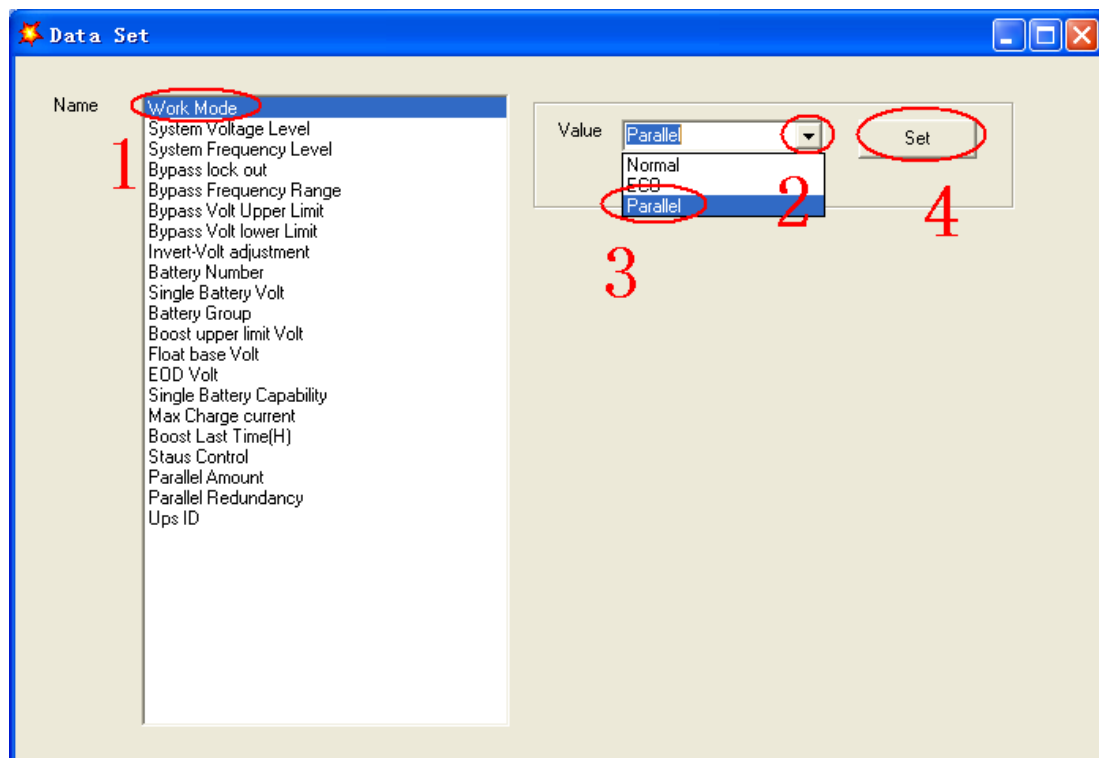 Data Set
Name
Work Mode
System Voltage Level
System Frequency Level
Bypass lock out
Bypass Frequency Range
Bypass Volt Upper Limit
Bypass Volt lower Limit
Invert-Volt adjustment
Battery Number
Single Battery Volt
Battery Group
Boost upper limit Volt
Float base Volt
EOD Volt
Single Battery Capability
Max Charge current
Boost Last Time(H)
Staus Control
Parallel Amount
Parallel Redundancy
Ups ID
1
Value
Parallel
Set
Normal
ECO
Parallel
2
3
4